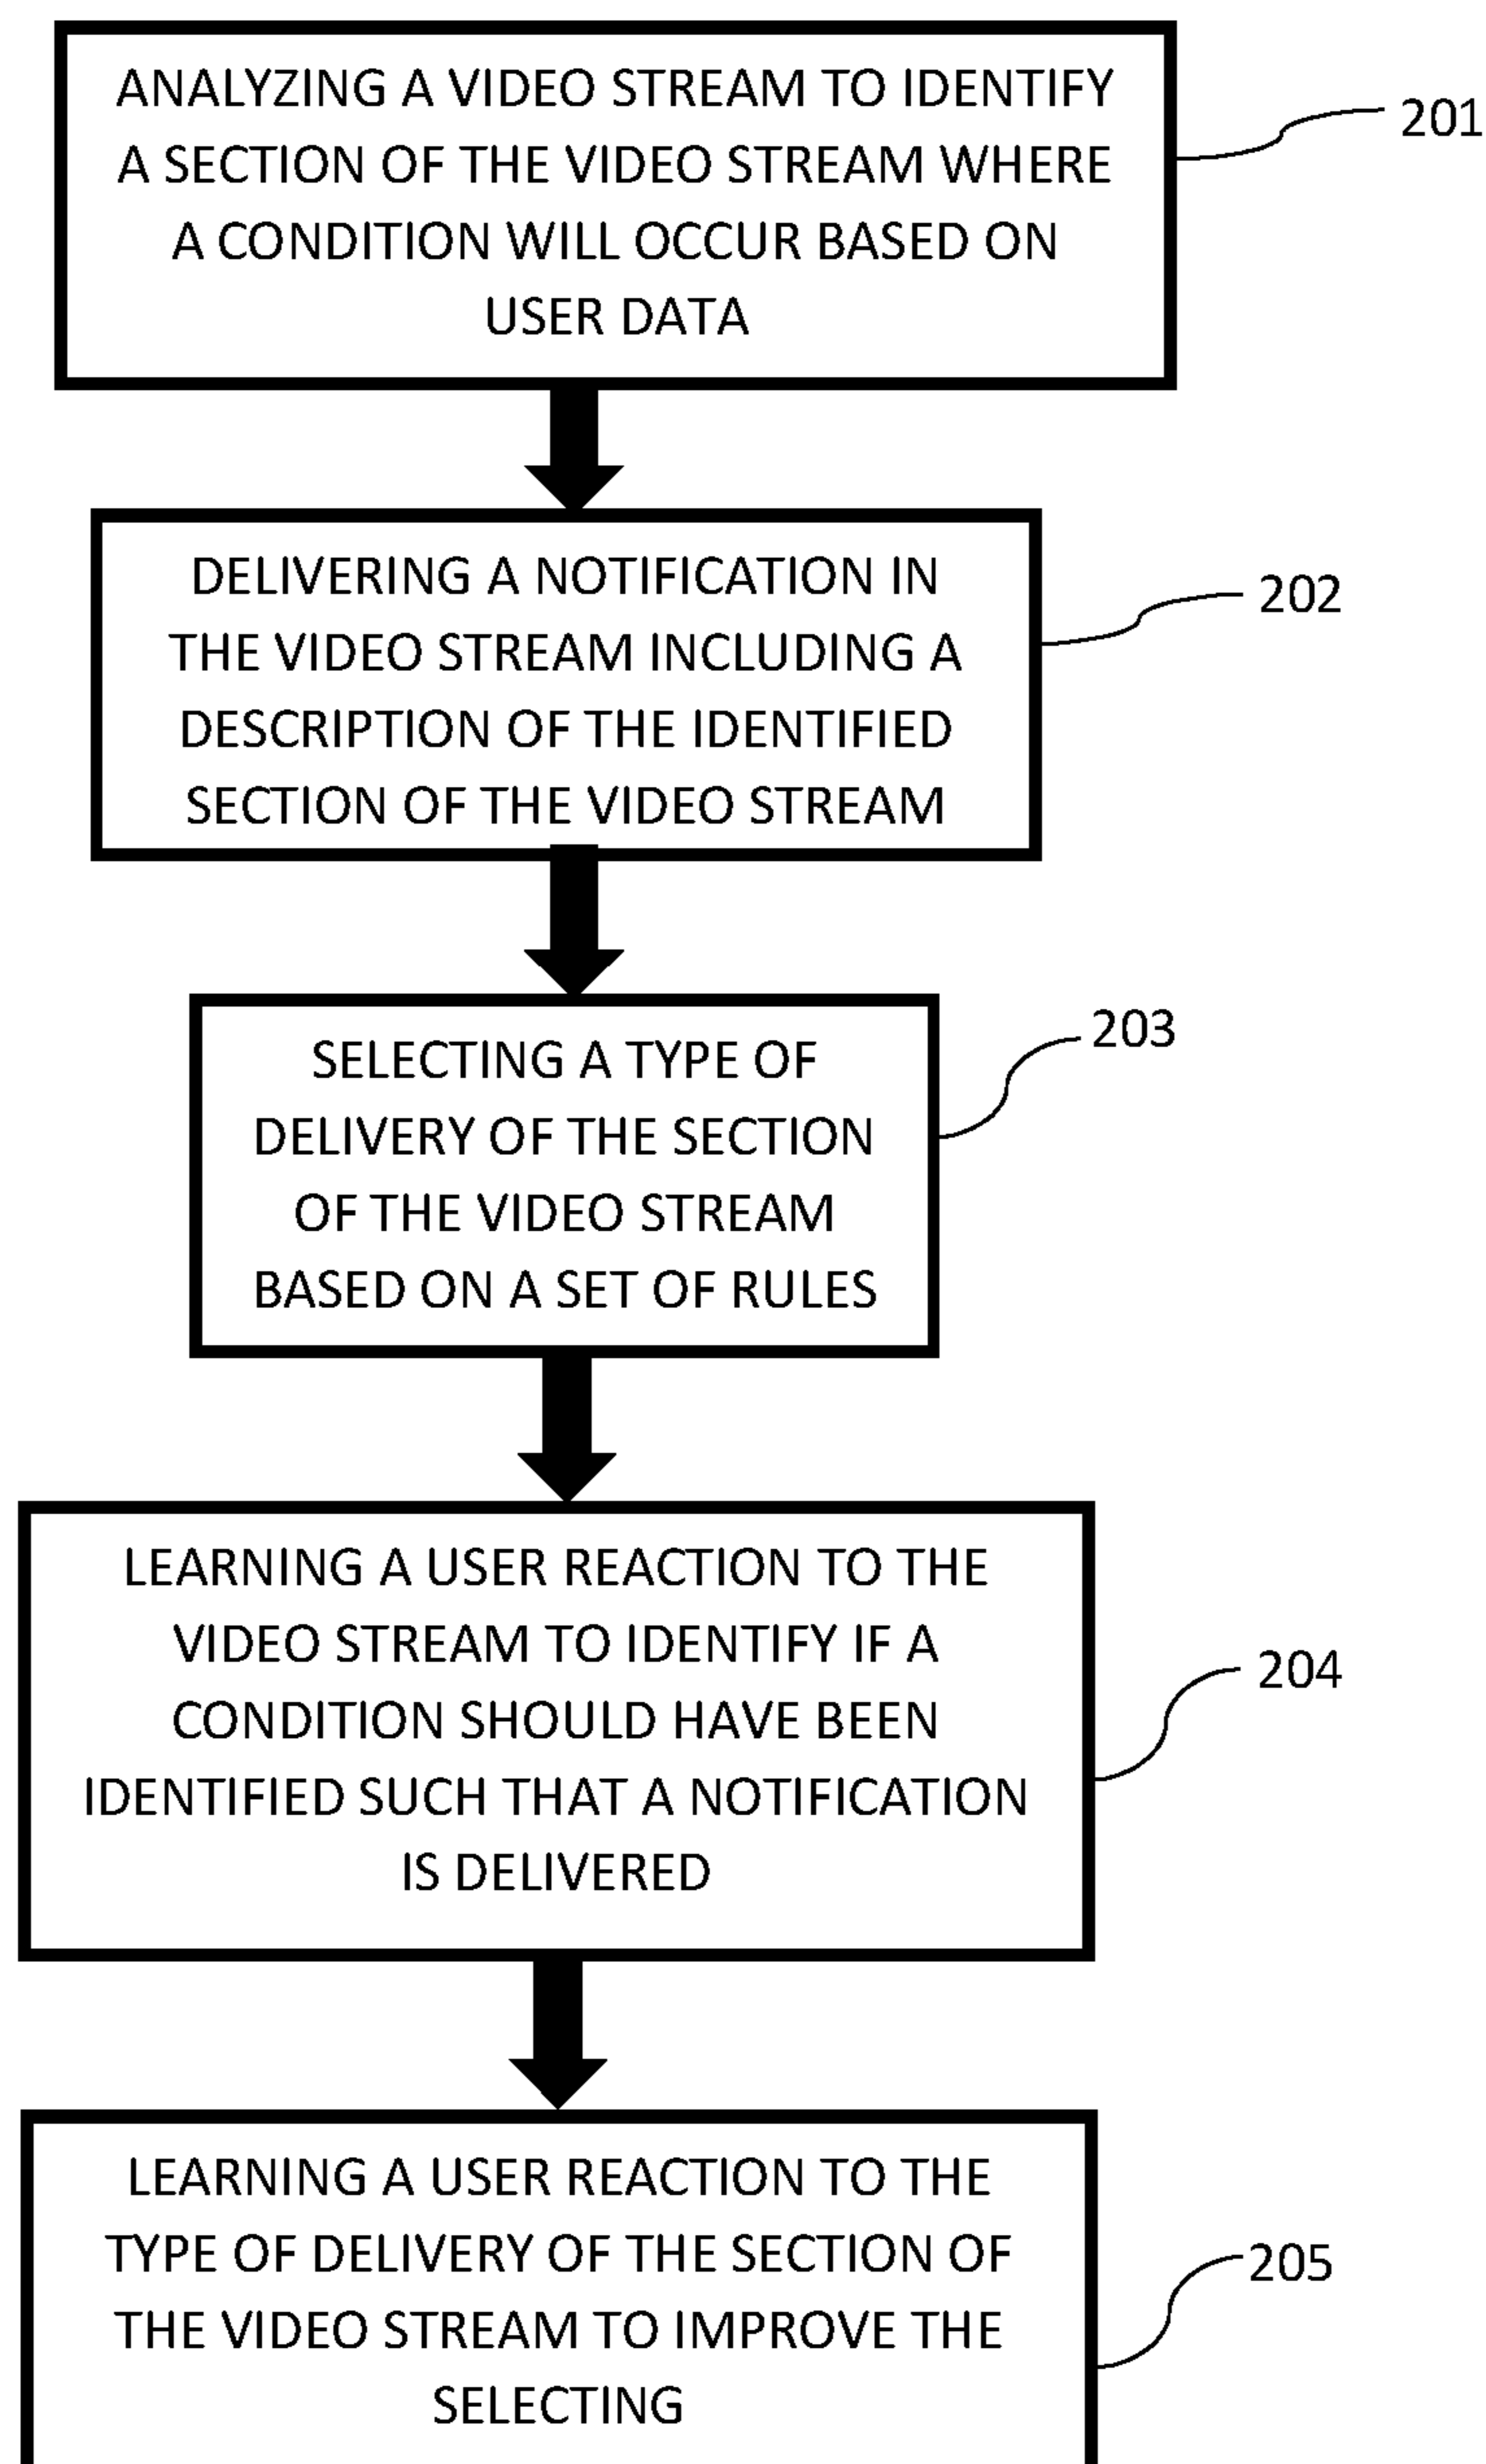 ANALYZING A VIDEO STREAM TO IDENTIFY
A SECTION OF THE VIDEO STREAM WHERE
A CONDITION WILL OCCUR BASED ON
USER DATA
201
DELIVERING A NOTIFICATION IN
THE VIDEO STREAM INCLUDING A
DESCRIPTION OF THE IDENTIFIED
SECTION OF THE VIDEO STREAM
202
SELECTING A TYPE OF
DELIVERY OF THE SECTION
OF THE VIDEO STREAM
BASED ON A SET OF RULES
203
LEARNING A USER REACTION TO THE
VIDEO STREAM TO IDENTIFY IF A
CONDITION SHOULD HAVE BEEN
IDENTIFIED SUCH THAT A NOTIFICATION
IS DELIVERED
204
LEARNING A USER REACTION TO THE
TYPE OF DELIVERY OF THE SECTION OF
THE VIDEO STREAM TO IMPROVE THE
SELECTING
205